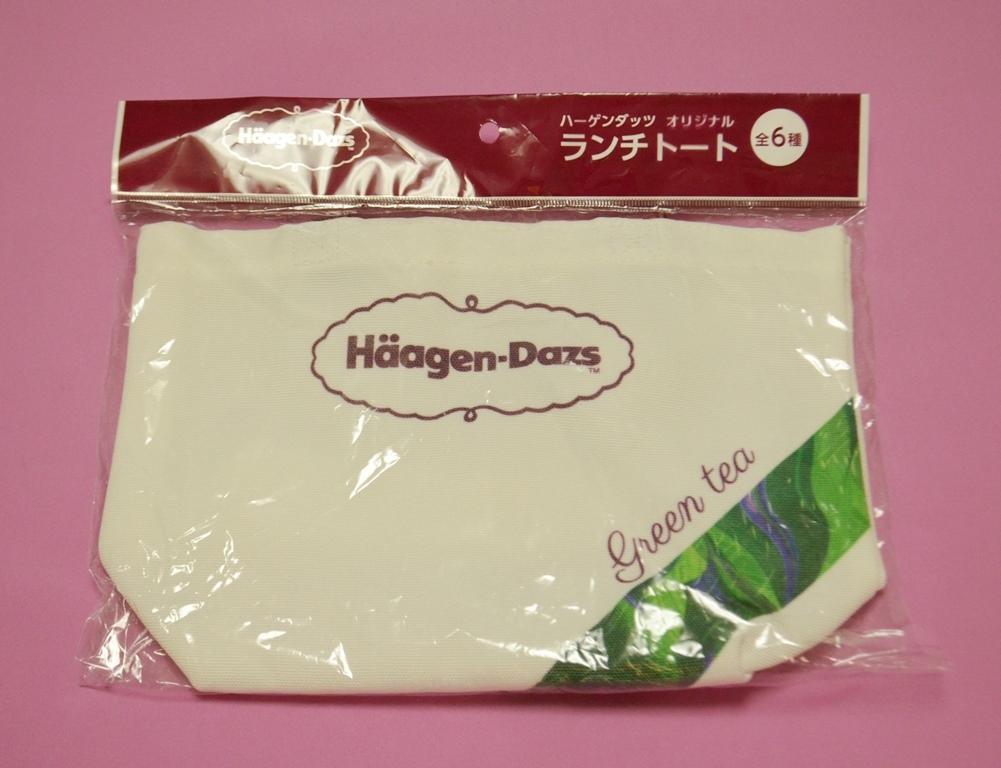 Häagen-Dazs
ハーゲンダッツ オリジナル
ランチトート
全6種
Häagen-Dazs™
Green tea